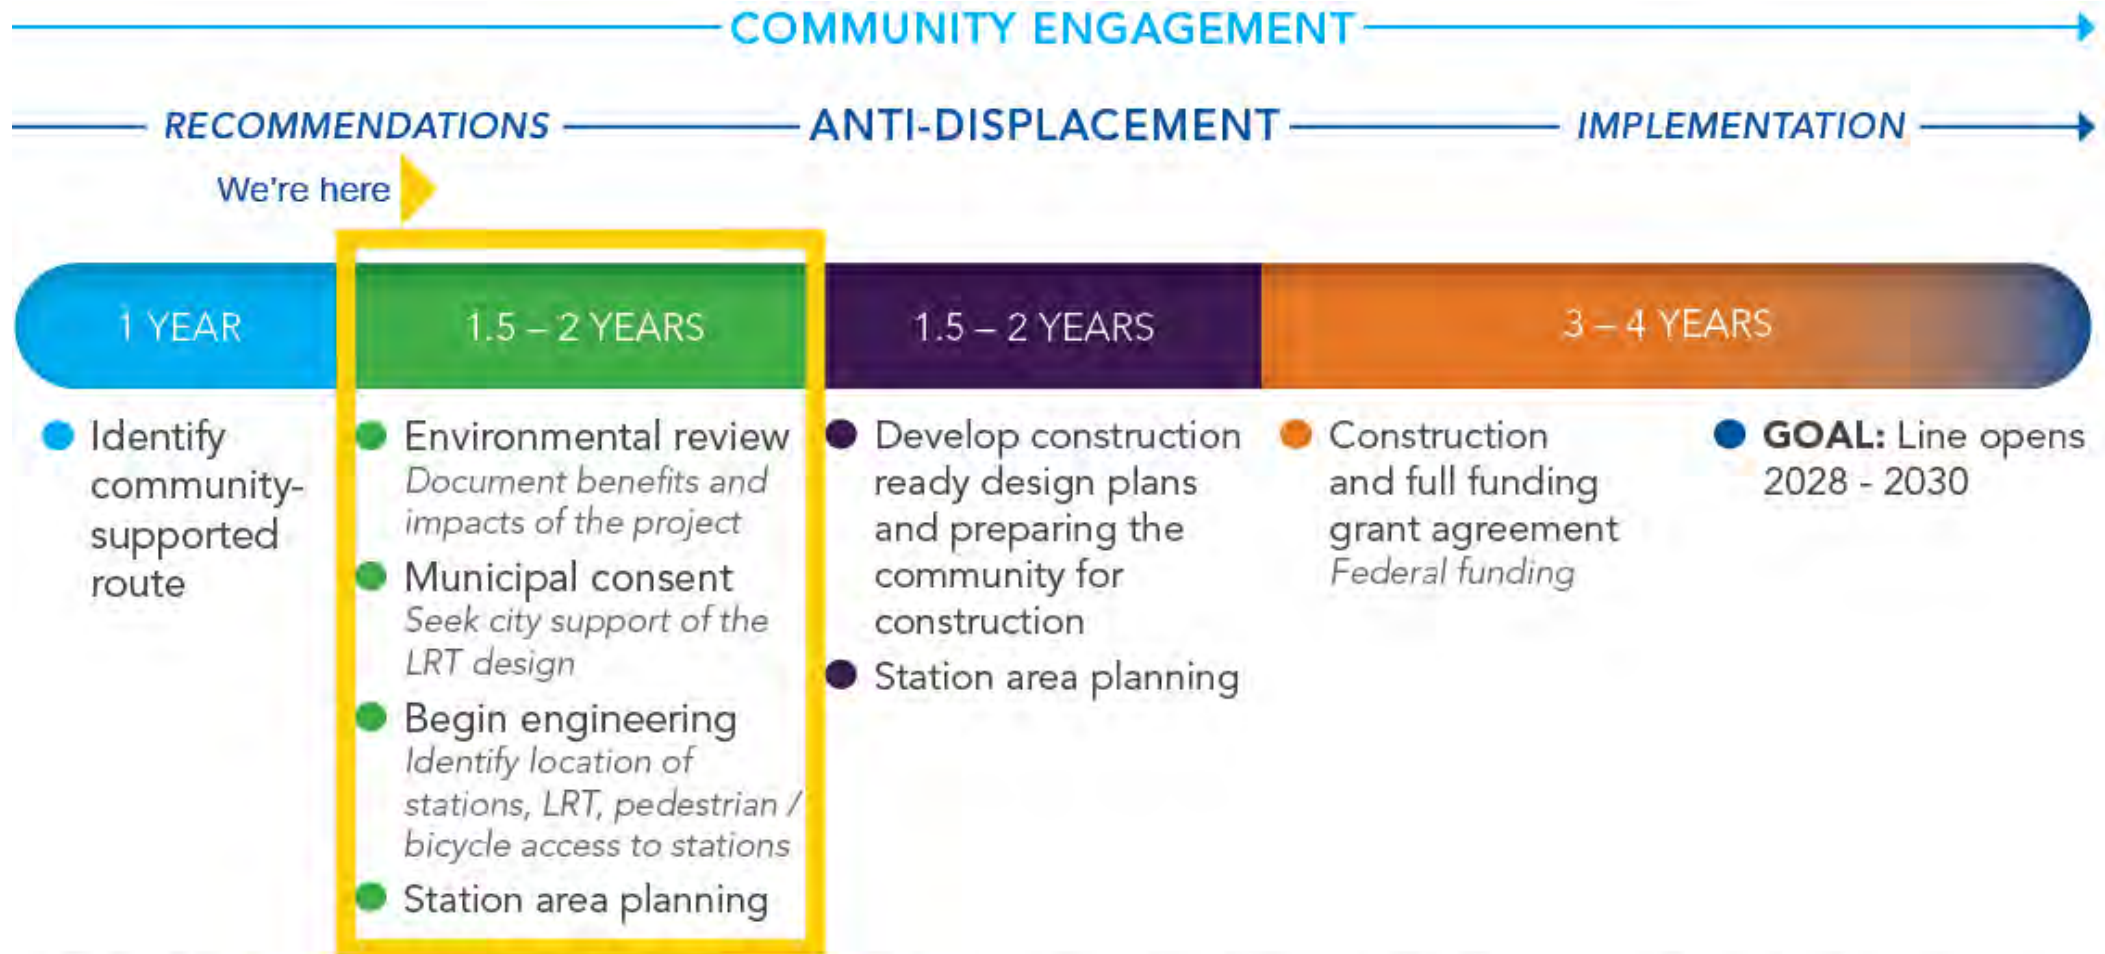 COMMUNITY ENGAGEMENT
RECOMMENDATIONS ANTI-DISPLACEMENT IMPLEMENTATION
We're here
1 YEAR
1.5 – 2 YEARS
1.5 – 2 YEARS
3 – 4 YEARS
Identify
community-
supported
route
Environmental review
Document benefits and
impacts of the project
Municipal consent
Seek city support of the
LRT design
Begin engineering
Identify location of
stations, LRT, pedestrian /
bicycle access to stations
Station area planning
Develop construction
ready design plans
and preparing the
community for
construction
Station area planning
Construction
and full funding
grant agreement
Federal funding
GOAL: Line opens
2028 - 2030